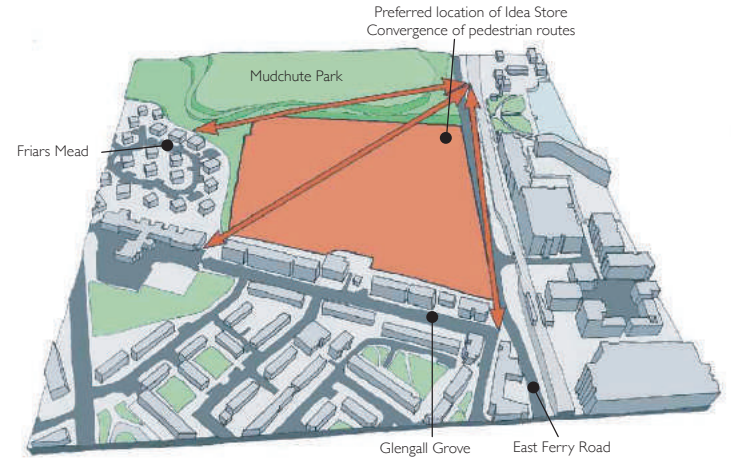 Preferred location of Idea Store
Convergence of pedestrian routes
Mudchute Park
Friars Mead
Glengall Grove
East Ferry Road